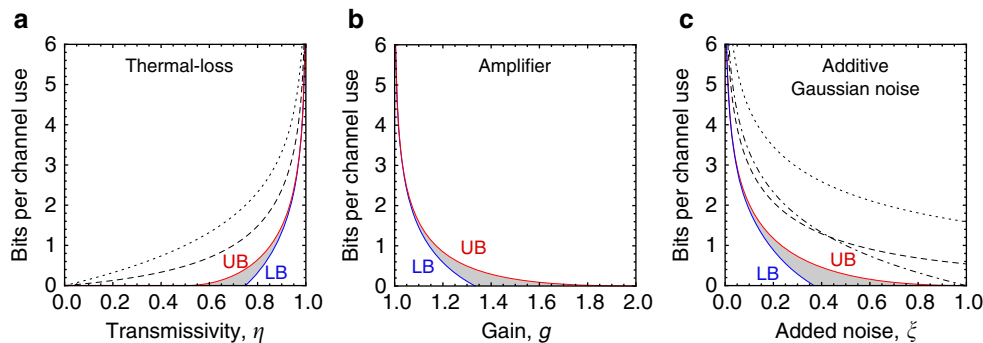 a
Bits per channel use
6
5
4
3
2
1
0
Thermal-loss
UB
LB
0.0 0.2 0.4 0.6 0.8 1.0
Transmissivity, η
b
Bits per channel use
6
5
4
3
2
1
0
Amplifier
UB
LB
1.0 1.2 1.4 1.6 1.8 2.0
Gain, g
c
Bits per channel use
6
5
4
3
2
1
0
Additive
Gaussian noise
UB
LB
0.0 0.2 0.4 0.6 0.8 1.0
Added noise, ξ